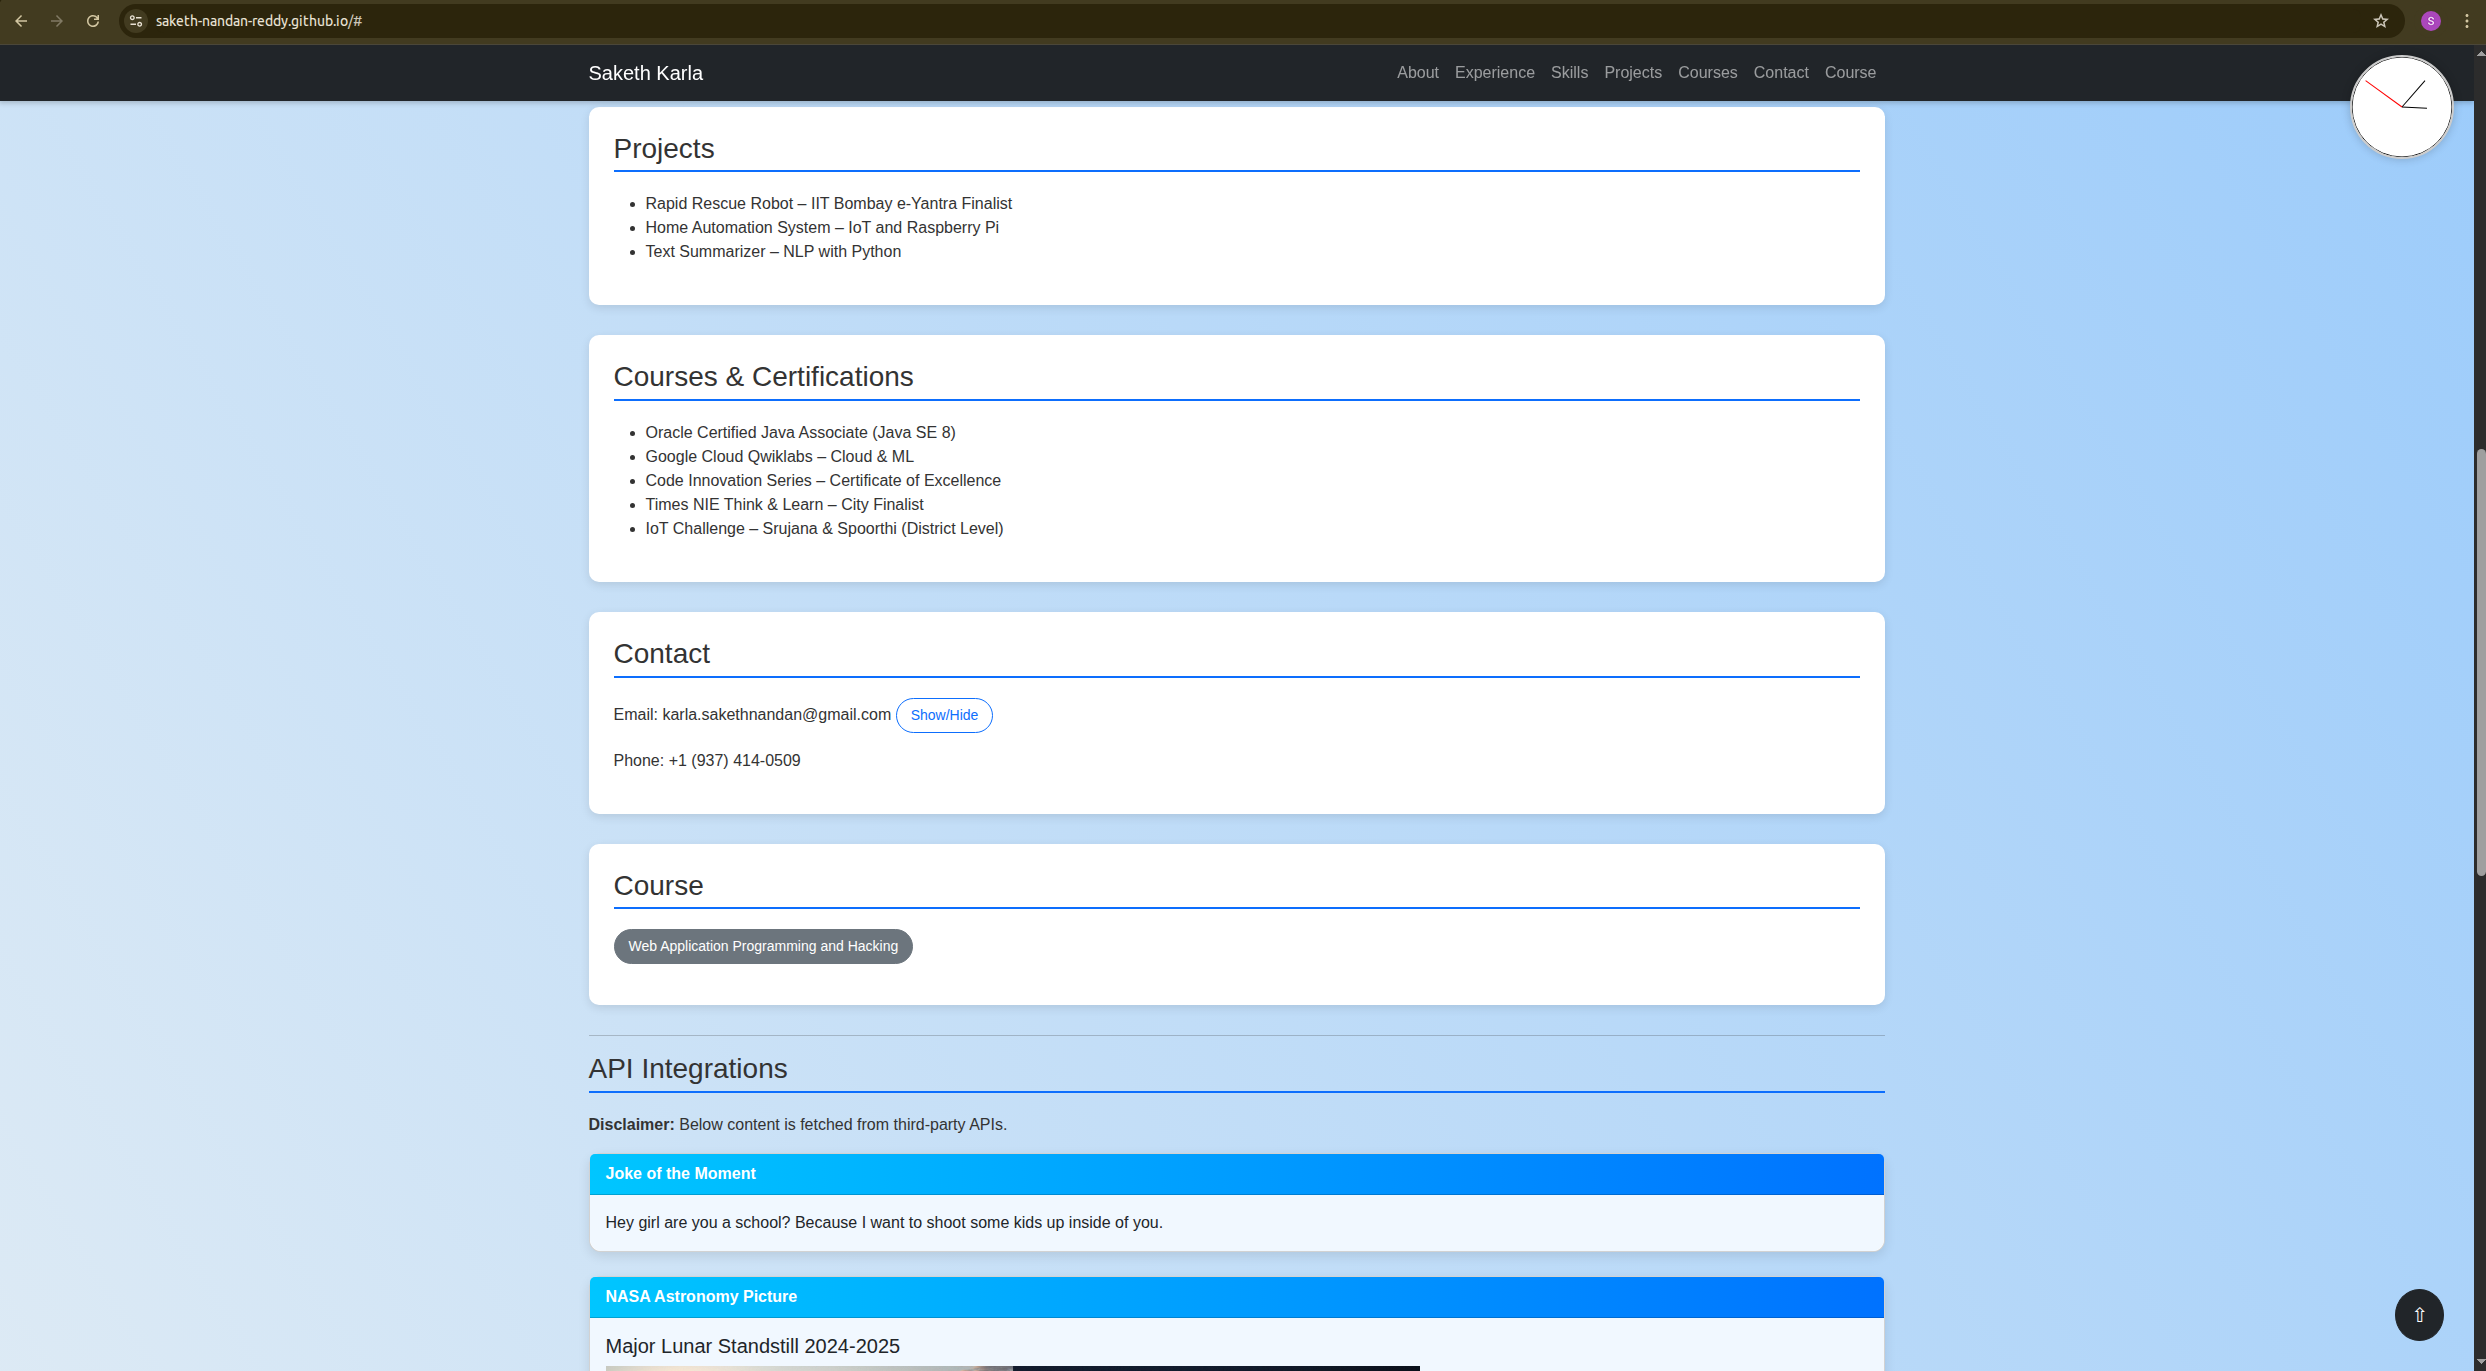 saketh-nandan-reddy.github.io/#
S
Saketh Karla
About Experience Skills Projects Courses Contact Course
Projects
• Rapid Rescue Robot – IIT Bombay e-Yantra Finalist
• Home Automation System – IoT and Raspberry Pi
• Text Summarizer – NLP with Python
Courses & Certifications
• Oracle Certified Java Associate (Java SE 8)
• Google Cloud Qwiklabs – Cloud & ML
• Code Innovation Series – Certificate of Excellence
• Times NIE Think & Learn – City Finalist
• IoT Challenge – Srujana & Spoorthi (District Level)
Contact
Email: karla.sakethnandan@gmail.com Show/Hide
Phone: +1 (937) 414-0509
Course
Web Application Programming and Hacking
API Integrations
Disclaimer: Below content is fetched from third-party APIs.
Joke of the Moment
Hey girl are you a school? Because I want to shoot some kids up inside of you.
NASA Astronomy Picture
Major Lunar Standstill 2024-2025
⇧